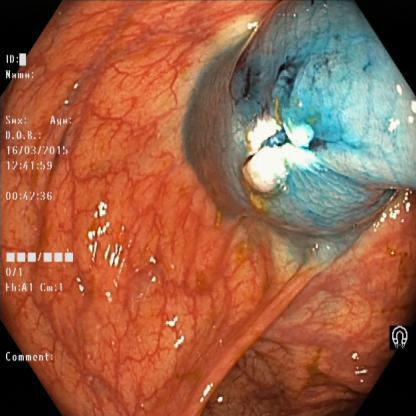 ID:
Name:
Sex: Age:
D.O.B.:
16/03/2015
12:41:59
00:42:36
0/1
Eh:A1 Cm:1
Comment: